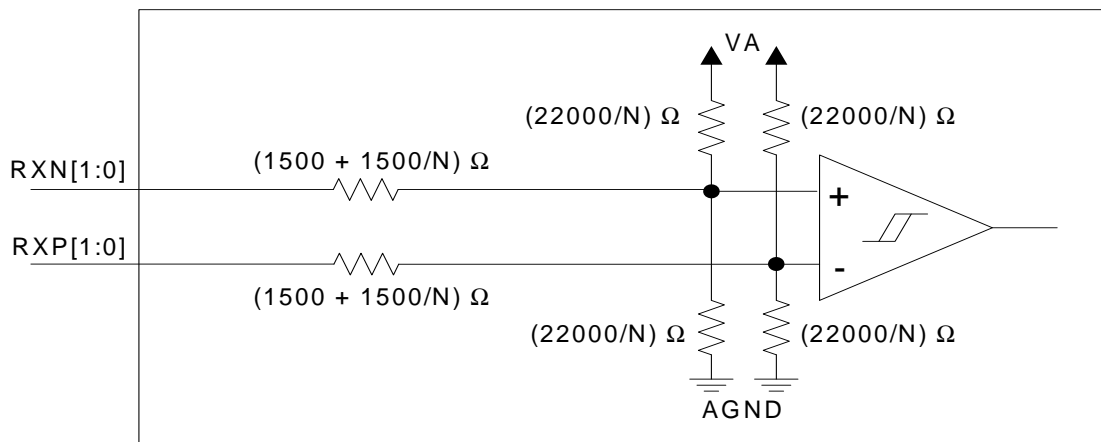 VA
(22000/N) Ω
(22000/N) Ω
(1500 + 1500/N) Ω
RXN[1:0]
+
RXP[1:0]
-
(1500 + 1500/N) Ω
(22000/N) Ω
(22000/N) Ω
AGND